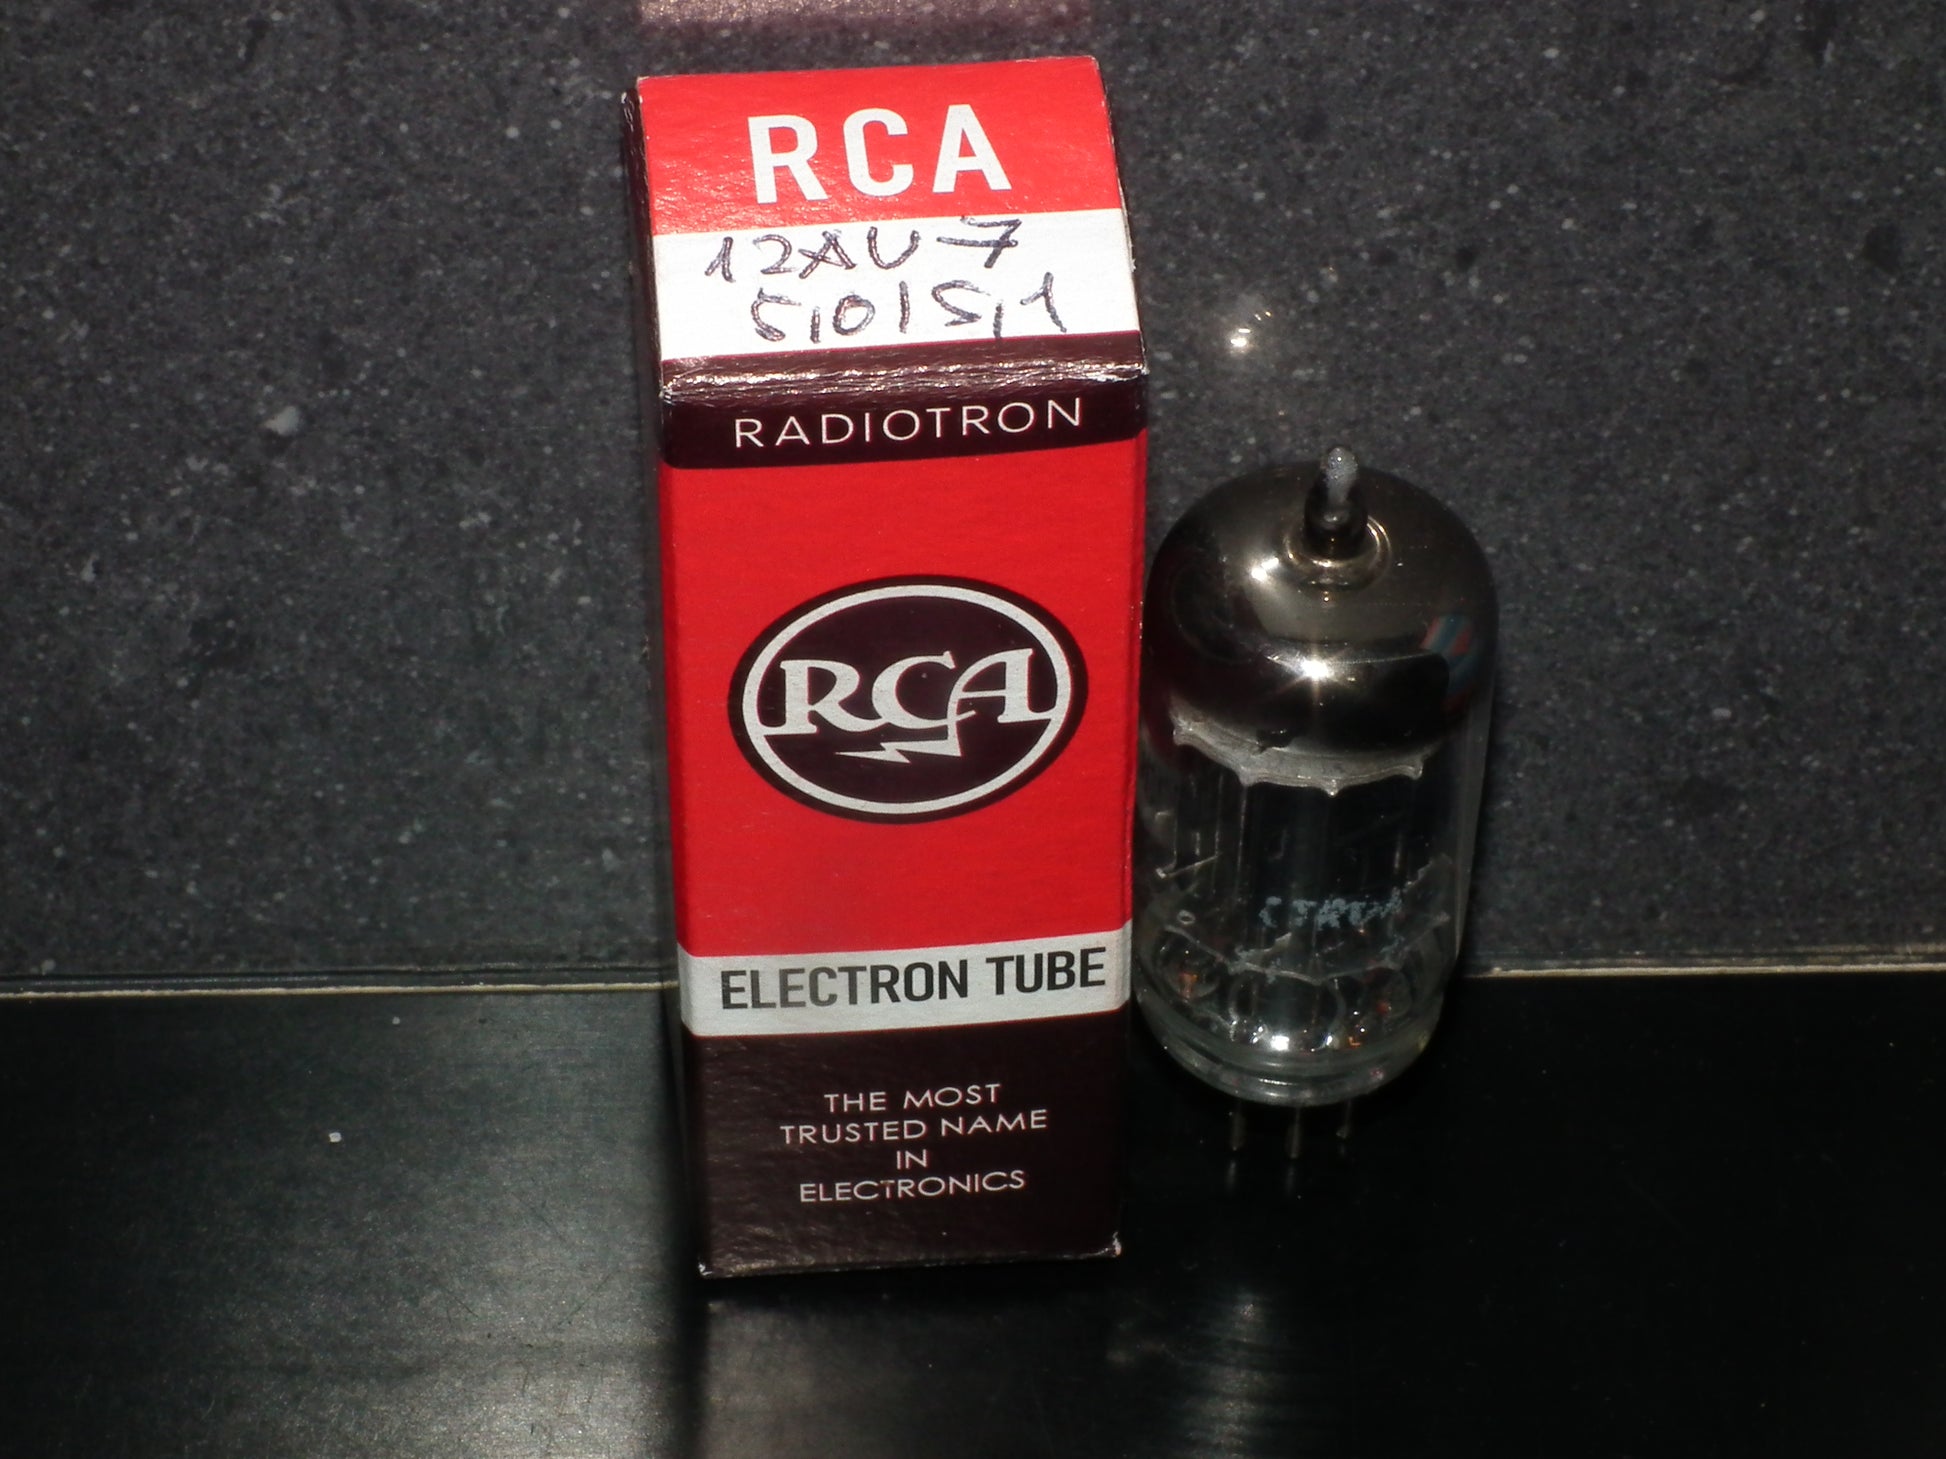 RCA
12AU7
5,0/5,1
RADIOTRON
RCA
ELECTRON TUBE
THE MOST
TRUSTED NAME
IN
ELECTRONICS